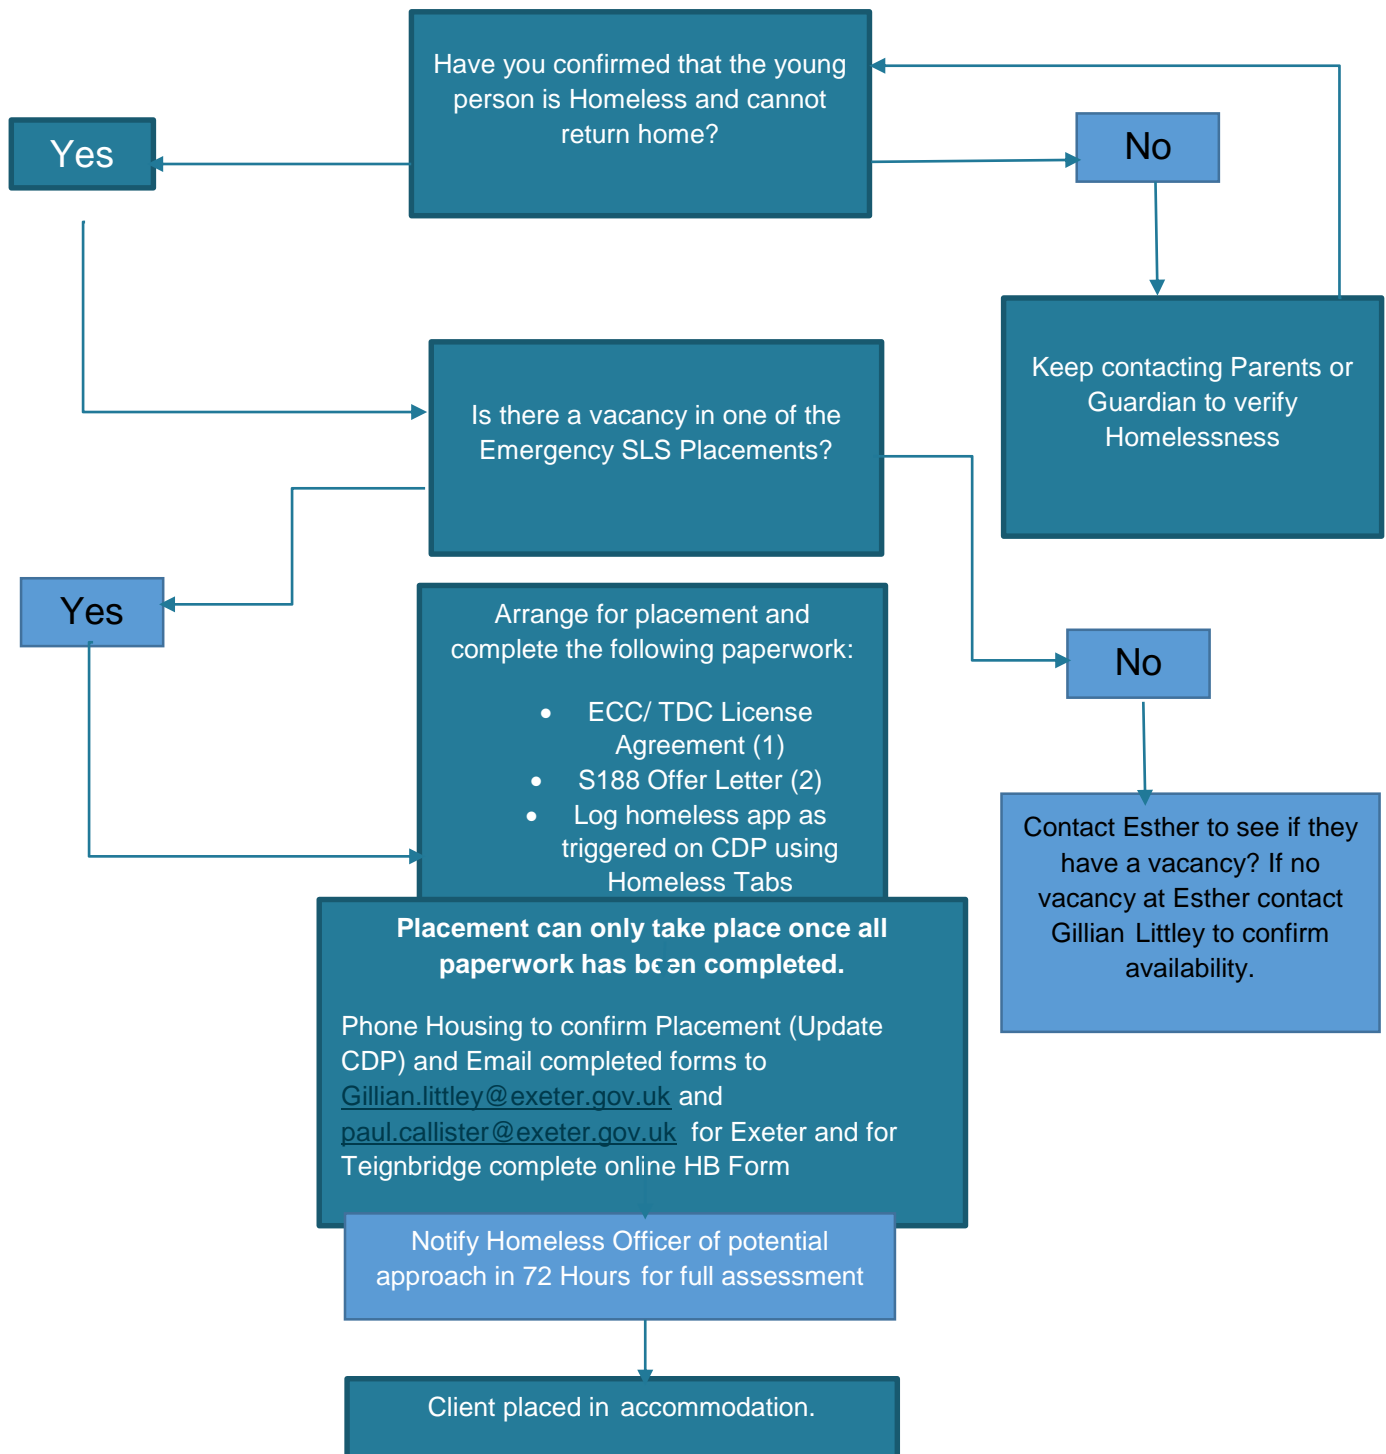 Have you confirmed that the young
person is Homeless and cannot
return home?
Yes
No
Keep contacting Parents or
Guardian to verify
Homelessness
Is there a vacancy in one of the
Emergency SLS Placements?
Yes
No
Arrange for placement and
complete the following paperwork:
• ECC/ TDC License
Agreement (1)
• S188 Offer Letter (2)
• Log homeless app as
triggered on CDP using
Homeless Tabs
Contact Esther to see if they
have a vacancy? If no
vacancy at Esther contact
Gillian Littley to confirm
availability.
Placement can only take place once all
paperwork has been completed.
Phone Housing to confirm Placement (Update
CDP) and Email completed forms to
Gillian.littley@exeter.gov.uk and
paul.callister@exeter.gov.uk for Exeter and for
Teignbridge complete online HB Form
Notify Homeless Officer of potential
approach in 72 Hours for full assessment
Client placed in accommodation.